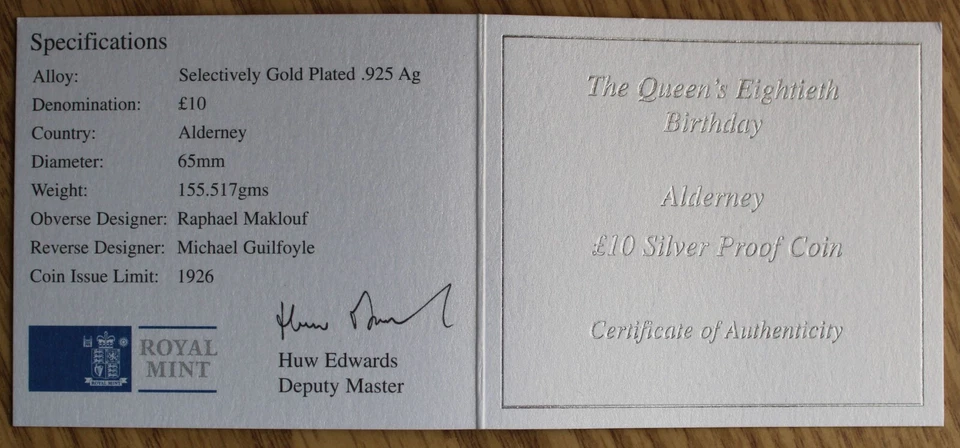 Specifications
Alloy: Selectively Gold Plated .925 Ag
Denomination: £10
Country: Alderney
Diameter: 65mm
Weight: 155.517gms
Obverse Designer: Raphael Maklouf
Reverse Designer: Michael Guilfoyle
Coin Issue Limit: 1926
ROYAL MINT
ROYAL
MINT
Huw Edwards
Deputy Master
The Queen's Eightieth
Birthday
Alderney
£10 Silver Proof Coin
Certificate of Authenticity